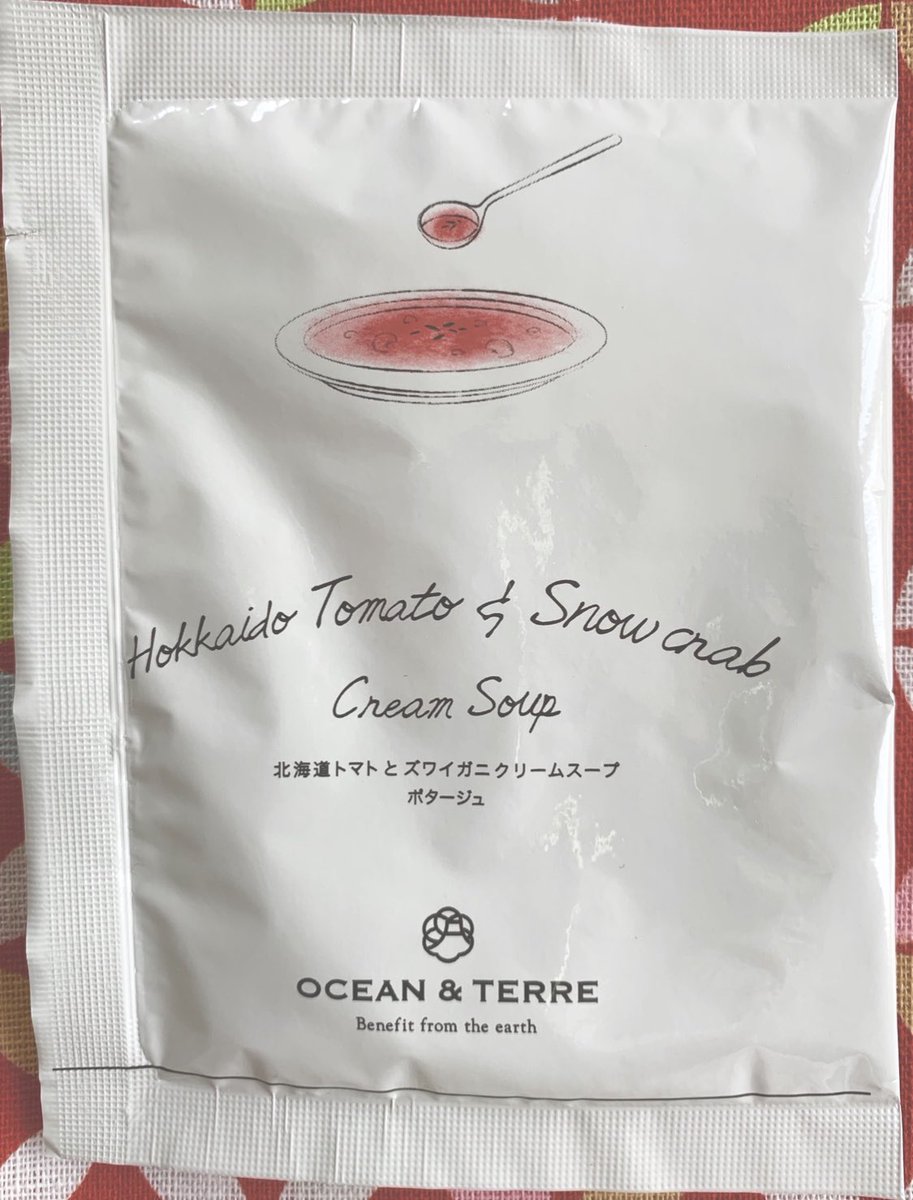 Hokkaido Tomato & Snow crab
Cream Soup
北海道トマトとズワイガニクリームスープ
ポタージュ
OCEAN & TERRE
Benefit from the earth